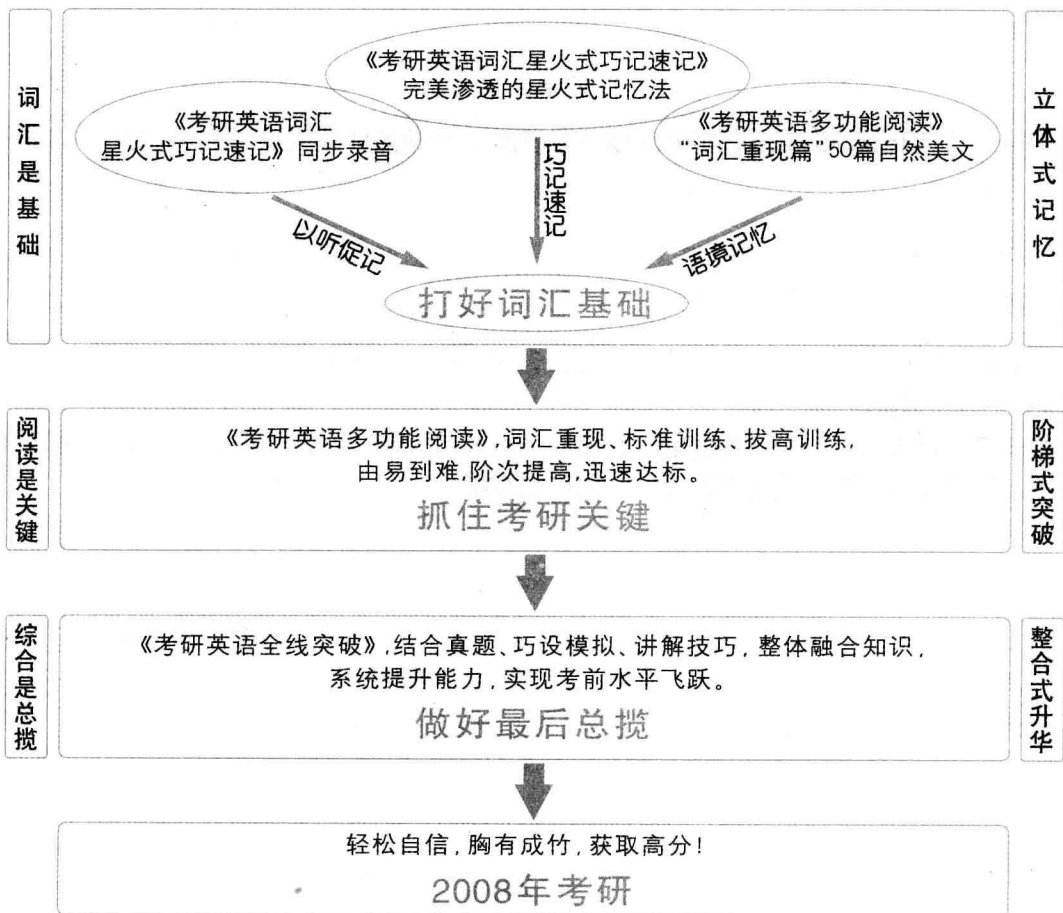 词汇是基础
《考研英语词汇星火式巧记速记》
完美渗透的星火式记忆法
《考研英语词汇
星火式巧记速记》同步录音
《考研英语多功能阅读》
“词汇重现篇”50篇自然美文
以听促记
巧记速记
语境记忆
打好词汇基础
立体式记忆
阅读是关键
《考研英语多功能阅读》,词汇重现、标准训练、拔高训练,
由易到难,阶次提高,迅速达标。
抓住考研关键
阶梯式突破
综合是总揽
《考研英语全线突破》,结合真题、巧设模拟、讲解技巧,整体融合知识,
系统提升能力,实现考前水平飞跃。
做好最后总揽
整合式升华
轻松自信,胸有成竹,获取高分!
2008年考研